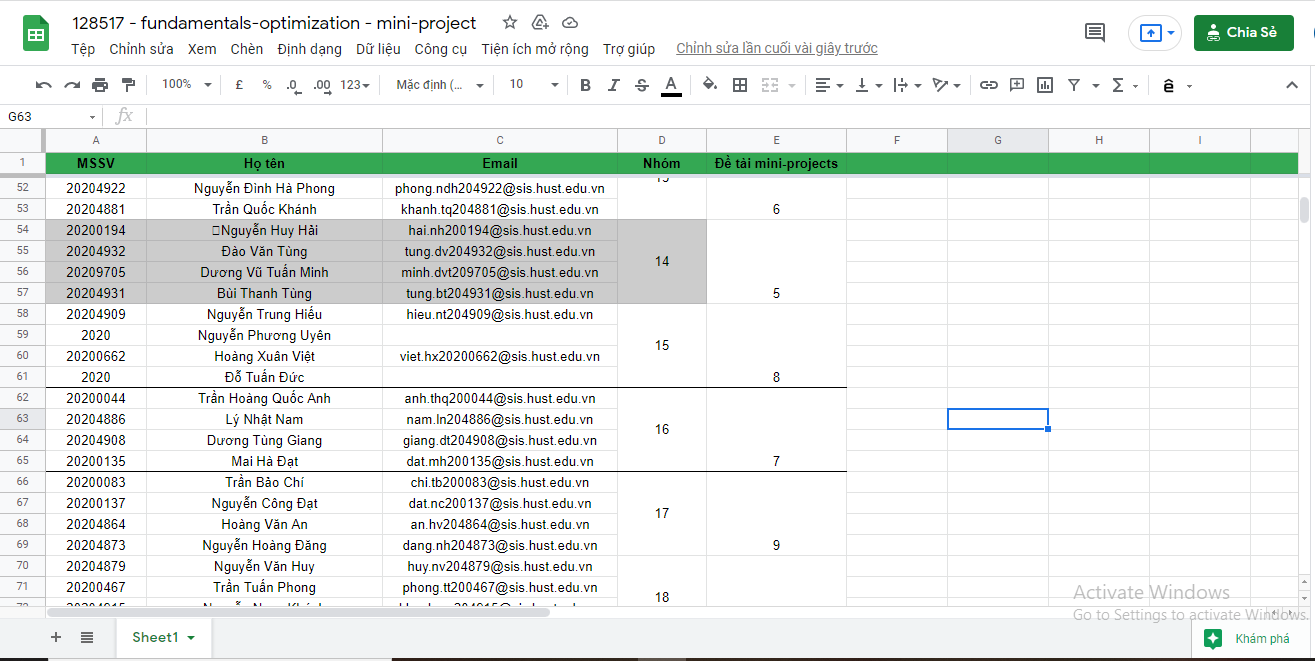 128517 - fundamentals-optimization - mini-project
Tệp Chỉnh sửa Xem Chèn Định dạng Dữ liệu Công cụ Tiện ích mở rộng Trợ giúp Chỉnh sửa lần cuối vài giây trước
Chia Sẻ
100% £ % .0 .00 123 Mặc định (... 10 B I S A Σ ê
G63 fx
A B C D E F G H I
1 MSSV Họ tên Email Nhóm Đề tài mini-projects
52 20204922 Nguyễn Đình Hà Phong phong.ndh204922@sis.hust.edu.vn
53 20204881 Trần Quốc Khánh khanh.tq204881@sis.hust.edu.vn 6
54 20200194 Nguyễn Huy Hải hai.nh200194@sis.hust.edu.vn
55 20204932 Đào Văn Tùng tung.dv204932@sis.hust.edu.vn
14
56 20209705 Dương Vũ Tuấn Minh minh.dvt209705@sis.hust.edu.vn
57 20204931 Bùi Thanh Tùng tung.bt204931@sis.hust.edu.vn 5
58 20204909 Nguyễn Trung Hiếu hieu.nt204909@sis.hust.edu.vn
59 2020 Nguyễn Phương Uyên
15
60 20200662 Hoàng Xuân Việt viet.hx20200662@sis.hust.edu.vn
61 2020 Đỗ Tuấn Đức 8
62 20200044 Trần Hoàng Quốc Anh anh.thq200044@sis.hust.edu.vn
63 20204886 Lý Nhật Nam nam.ln204886@sis.hust.edu.vn
16
64 20204908 Dương Tùng Giang giang.dt204908@sis.hust.edu.vn
65 20200135 Mai Hà Đạt dat.mh200135@sis.hust.edu.vn 7
66 20200083 Trần Bảo Chí chi.tb200083@sis.hust.edu.vn
67 20200137 Nguyễn Công Đạt dat.nc200137@sis.hust.edu.vn
17
68 20204864 Hoàng Văn An an.hv204864@sis.hust.edu.vn
69 20204873 Nguyễn Hoàng Đăng dang.nh204873@sis.hust.edu.vn 9
70 20204879 Nguyễn Văn Huy huy.nv204879@sis.hust.edu.vn
71 20200467 Trần Tuấn Phong phong.tt200467@sis.hust.edu.vn
18
Activate Windows
Go to Settings to activate Windows.
Sheet1
Khám phá